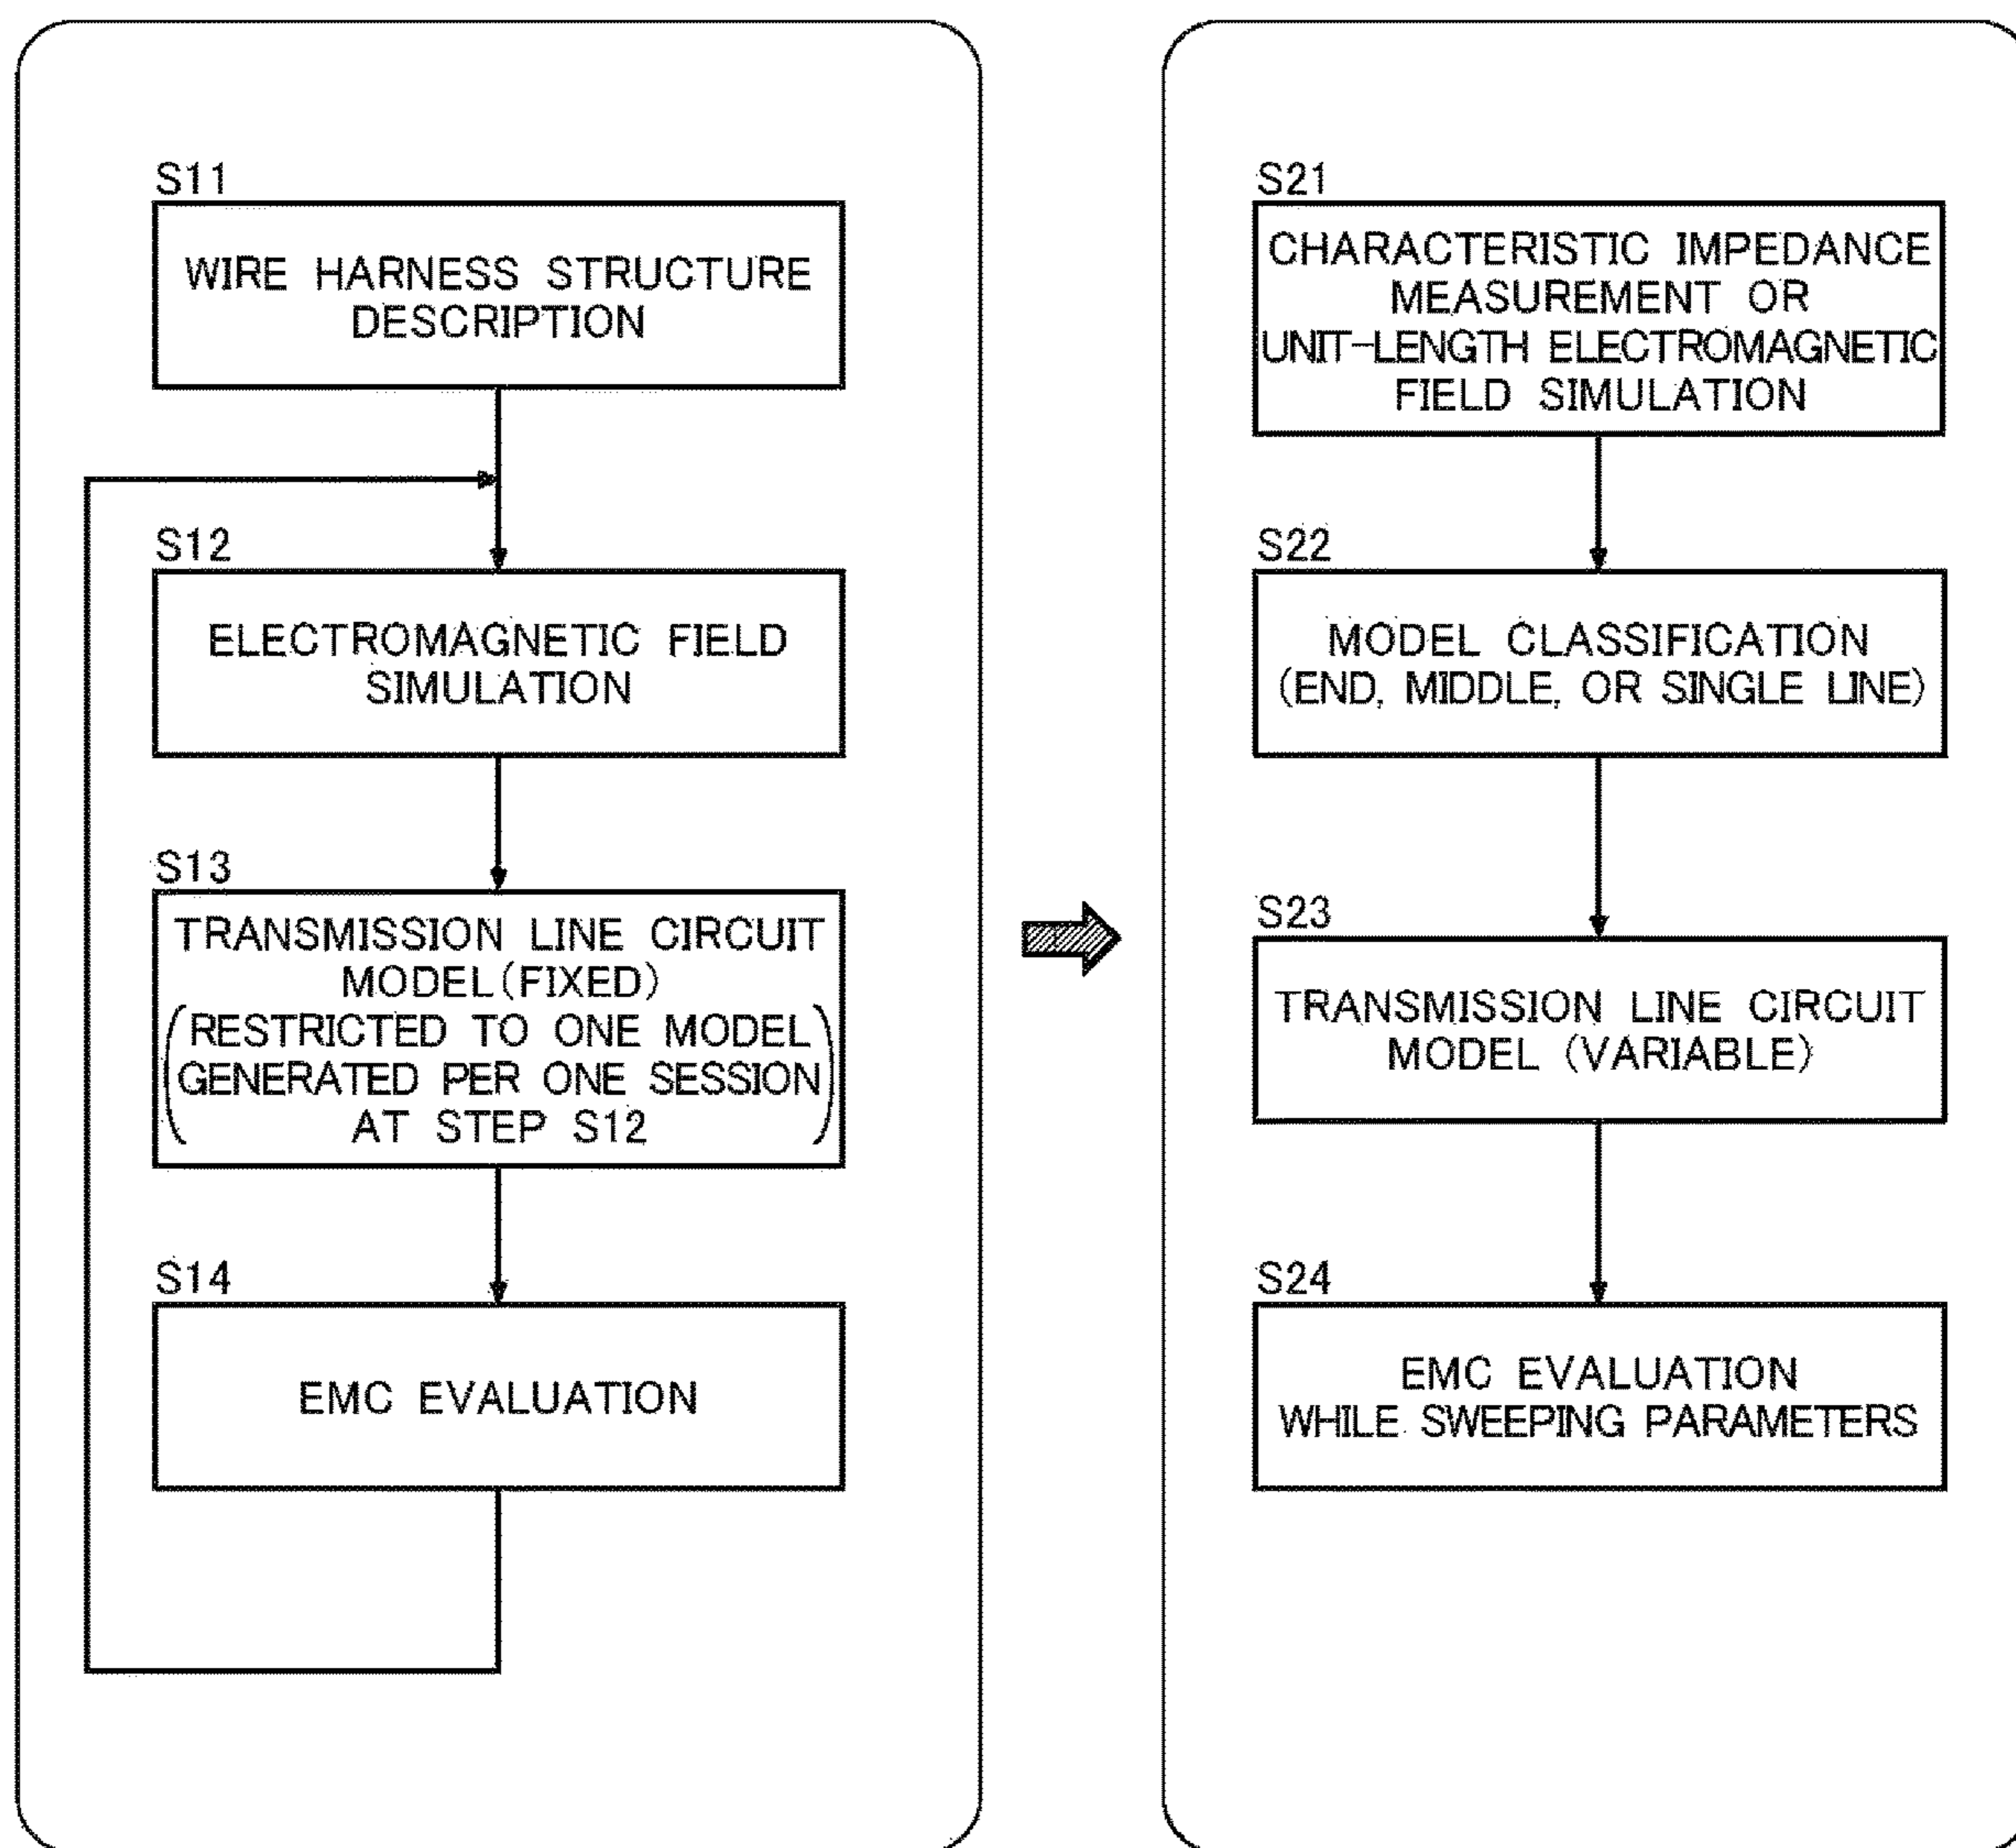 S11
WIRE HARNESS STRUCTURE
DESCRIPTION
S12
ELECTROMAGNETIC FIELD
SIMULATION
S13
TRANSMISSION LINE CIRCUIT
MODEL(FIXED)
(RESTRICTED TO ONE MODEL
GENERATED PER ONE SESSION
AT STEP S12)
S14
EMC EVALUATION
S21
CHARACTERISTIC IMPEDANCE
MEASUREMENT OR
UNIT-LENGTH ELECTROMAGNETIC
FIELD SIMULATION
S22
MODEL CLASSIFICATION
(END, MIDDLE, OR SINGLE LINE)
S23
TRANSMISSION LINE CIRCUIT
MODEL (VARIABLE)
S24
EMC EVALUATION
WHILE SWEEPING PARAMETERS